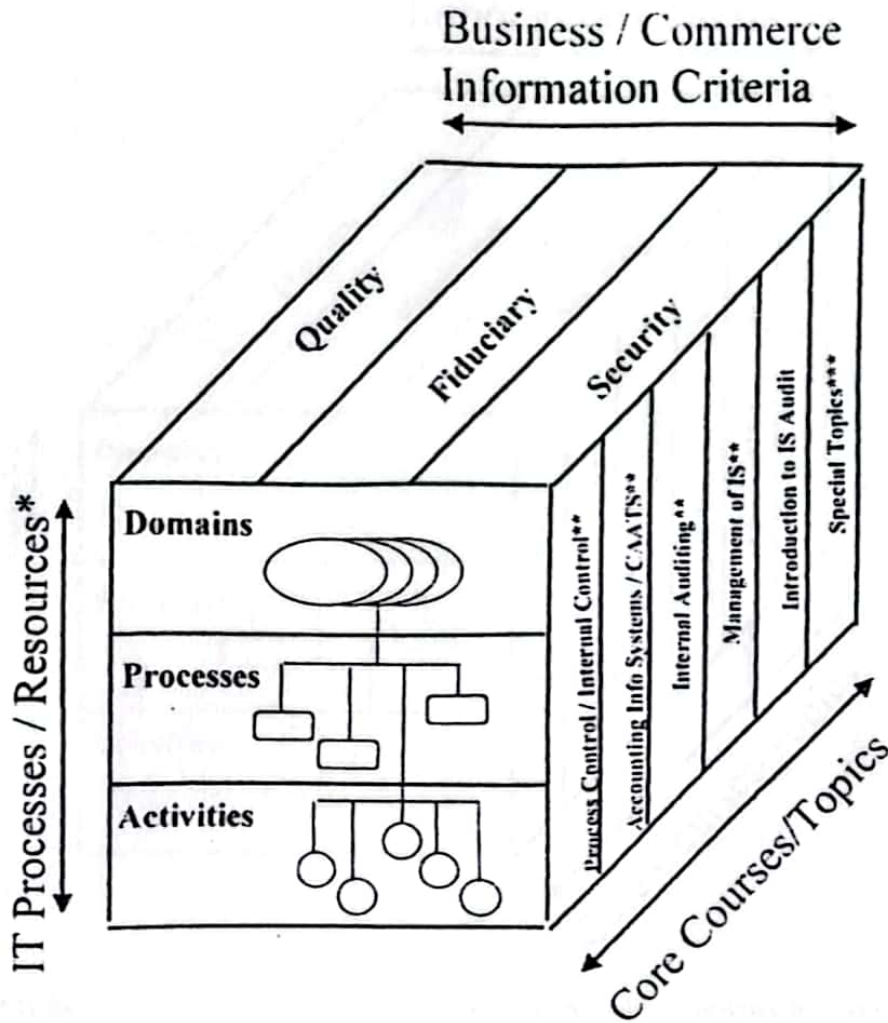 Business / Commerce
Information Criteria
Quality
Fiduciary
Security
IT Processes / Resources*
Domains
Processes
Activities
Process Control / Internal Control**
Accounting Info Systems / CAATS**
Internal Auditing**
Management of IS**
Introduction to IS Audit
Special Topics***
Core Courses/Topics